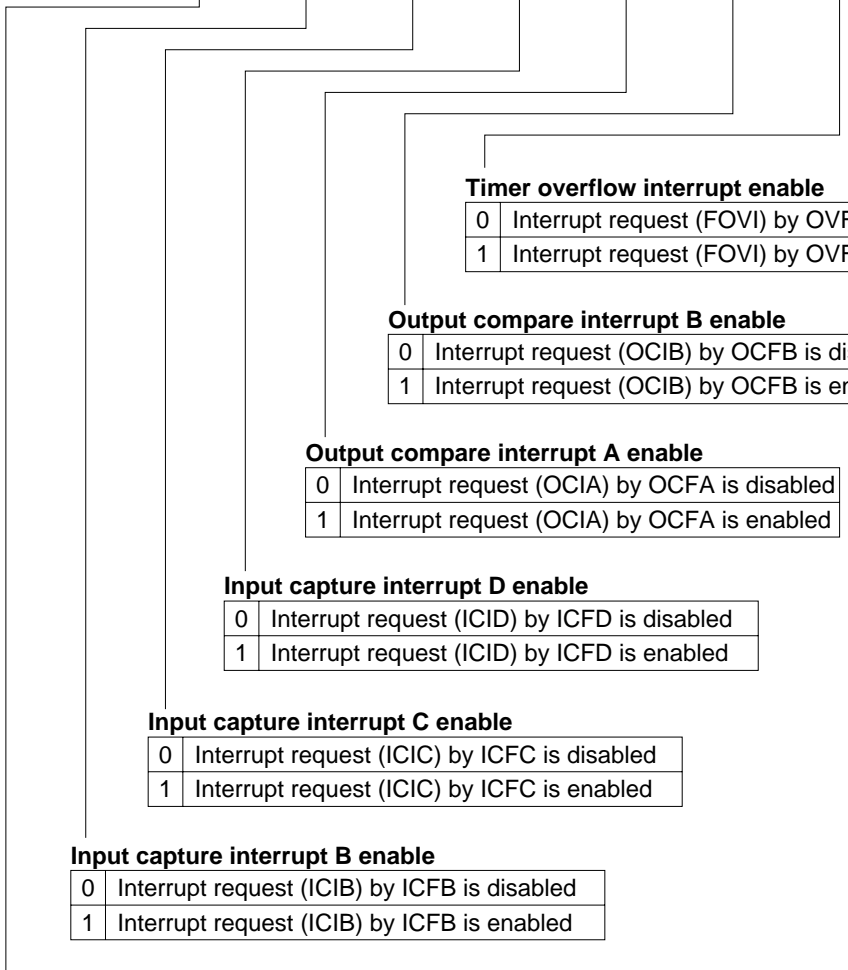 Timer overflow interrupt enable
0 Interrupt request (FOVI) by
1 Interrupt request (FOVI) by
Output compare interrupt B enable
0 Interrupt request (OCIB) by OCFB is
1 Interrupt request (OCIB) by OCFB is
Output compare interrupt A enable
0 Interrupt request (OCIA) by OCFA is disabled
1 Interrupt request (OCIA) by OCFA is enabled
Input capture interrupt D enable
0 Interrupt request (ICID) by ICFD is disabled
1 Interrupt request (ICID) by ICFD is enabled
Input capture interrupt C enable
0 Interrupt request (ICIC) by ICFC is disabled
1 Interrupt request (ICIC) by ICFC is enabled
Input capture interrupt B enable
0 Interrupt request (ICIB) by ICFB is disabled
1 Interrupt request (ICIB) by ICFB is enabled